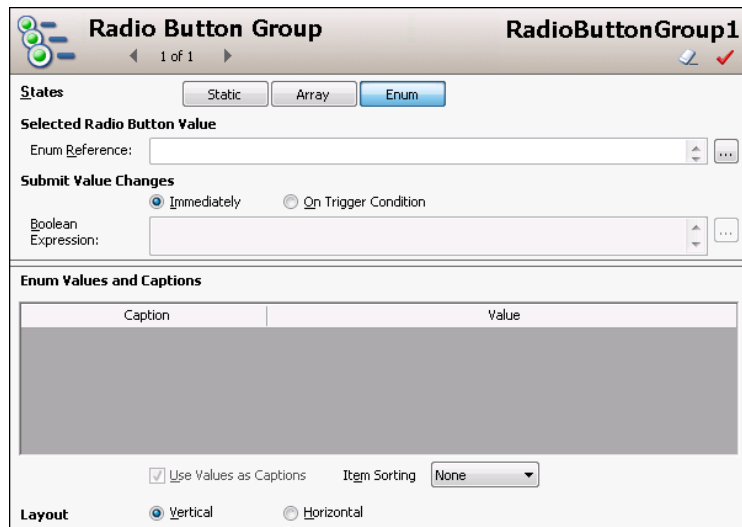 Radio Button Group
RadioButtonGroup1
1 of 1
States
Static
Array
Enum
Selected Radio Button Value
Enum Reference:
...
Submit Value Changes
Immediately
On Trigger Condition
Boolean
Expression:
...
Enum Values and Captions
Caption
Value
Use Values as Captions
Item Sorting
None
Layout
Vertical
Horizontal